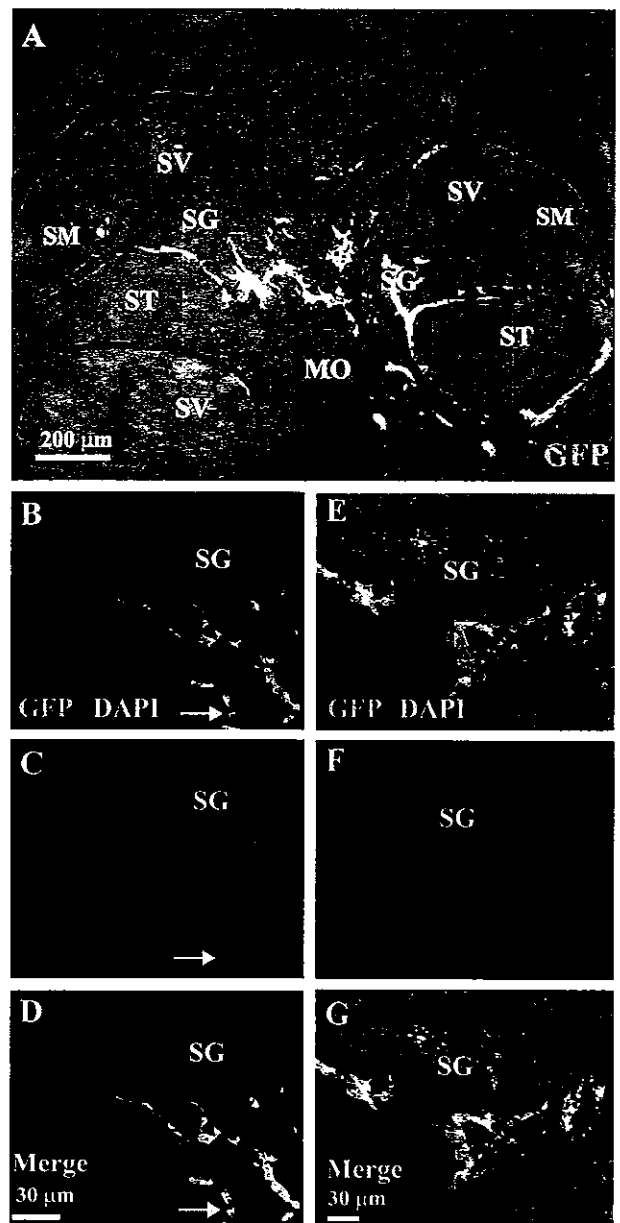 A
SV
SV
SG
SM
SM
SG
ST
ST
MO
SV
200 µm
GFP
B
SG
GFP DAPI
E
SG
GFP DAPI
C
SG
F
SG
D
SG
Merge
30 µm
G
SG
Merge
30 µm